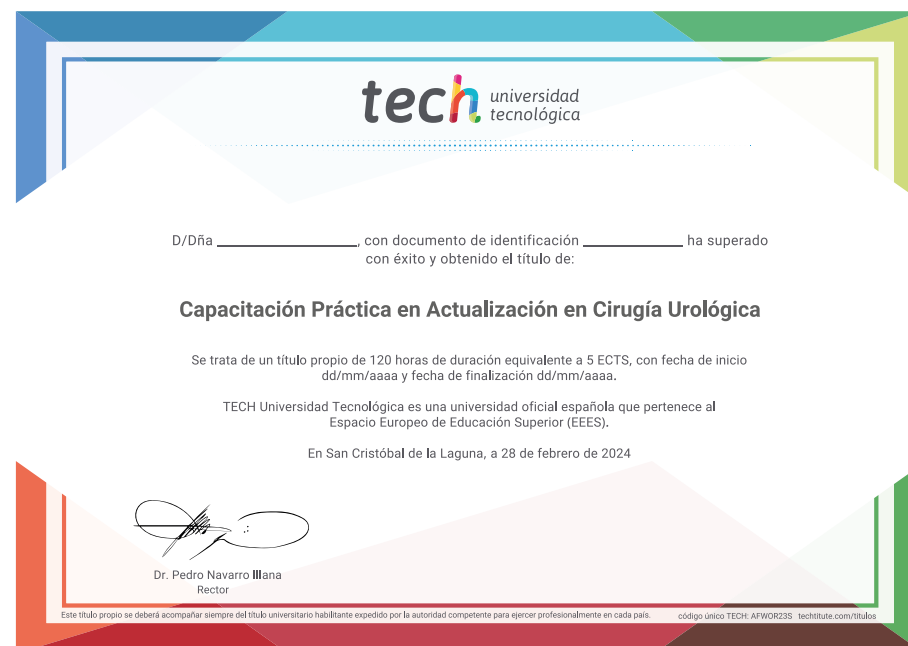 tech universidad
tecnológica
D/Dña ____________________, con documento de identificación ______________ ha superado
con éxito y obtenido el título de:
Capacitación Práctica en Actualización en Cirugía Urológica
Se trata de un título propio de 120 horas de duración equivalente a 5 ECTS, con fecha de inicio
dd/mm/aaaa y fecha de finalización dd/mm/aaaa.
TECH Universidad Tecnológica es una universidad oficial española que pertenece al
Espacio Europeo de Educación Superior (EEES).
En San Cristóbal de la Laguna, a 28 de febrero de 2024
Dr. Pedro Navarro Illana
Rector
Este título propio se deberá acompañar siempre del título universitario habilitante expedido por la autoridad competente para ejercer profesionalmente en cada país. código único TECH: AFWOR23S techtitute.com/titulos